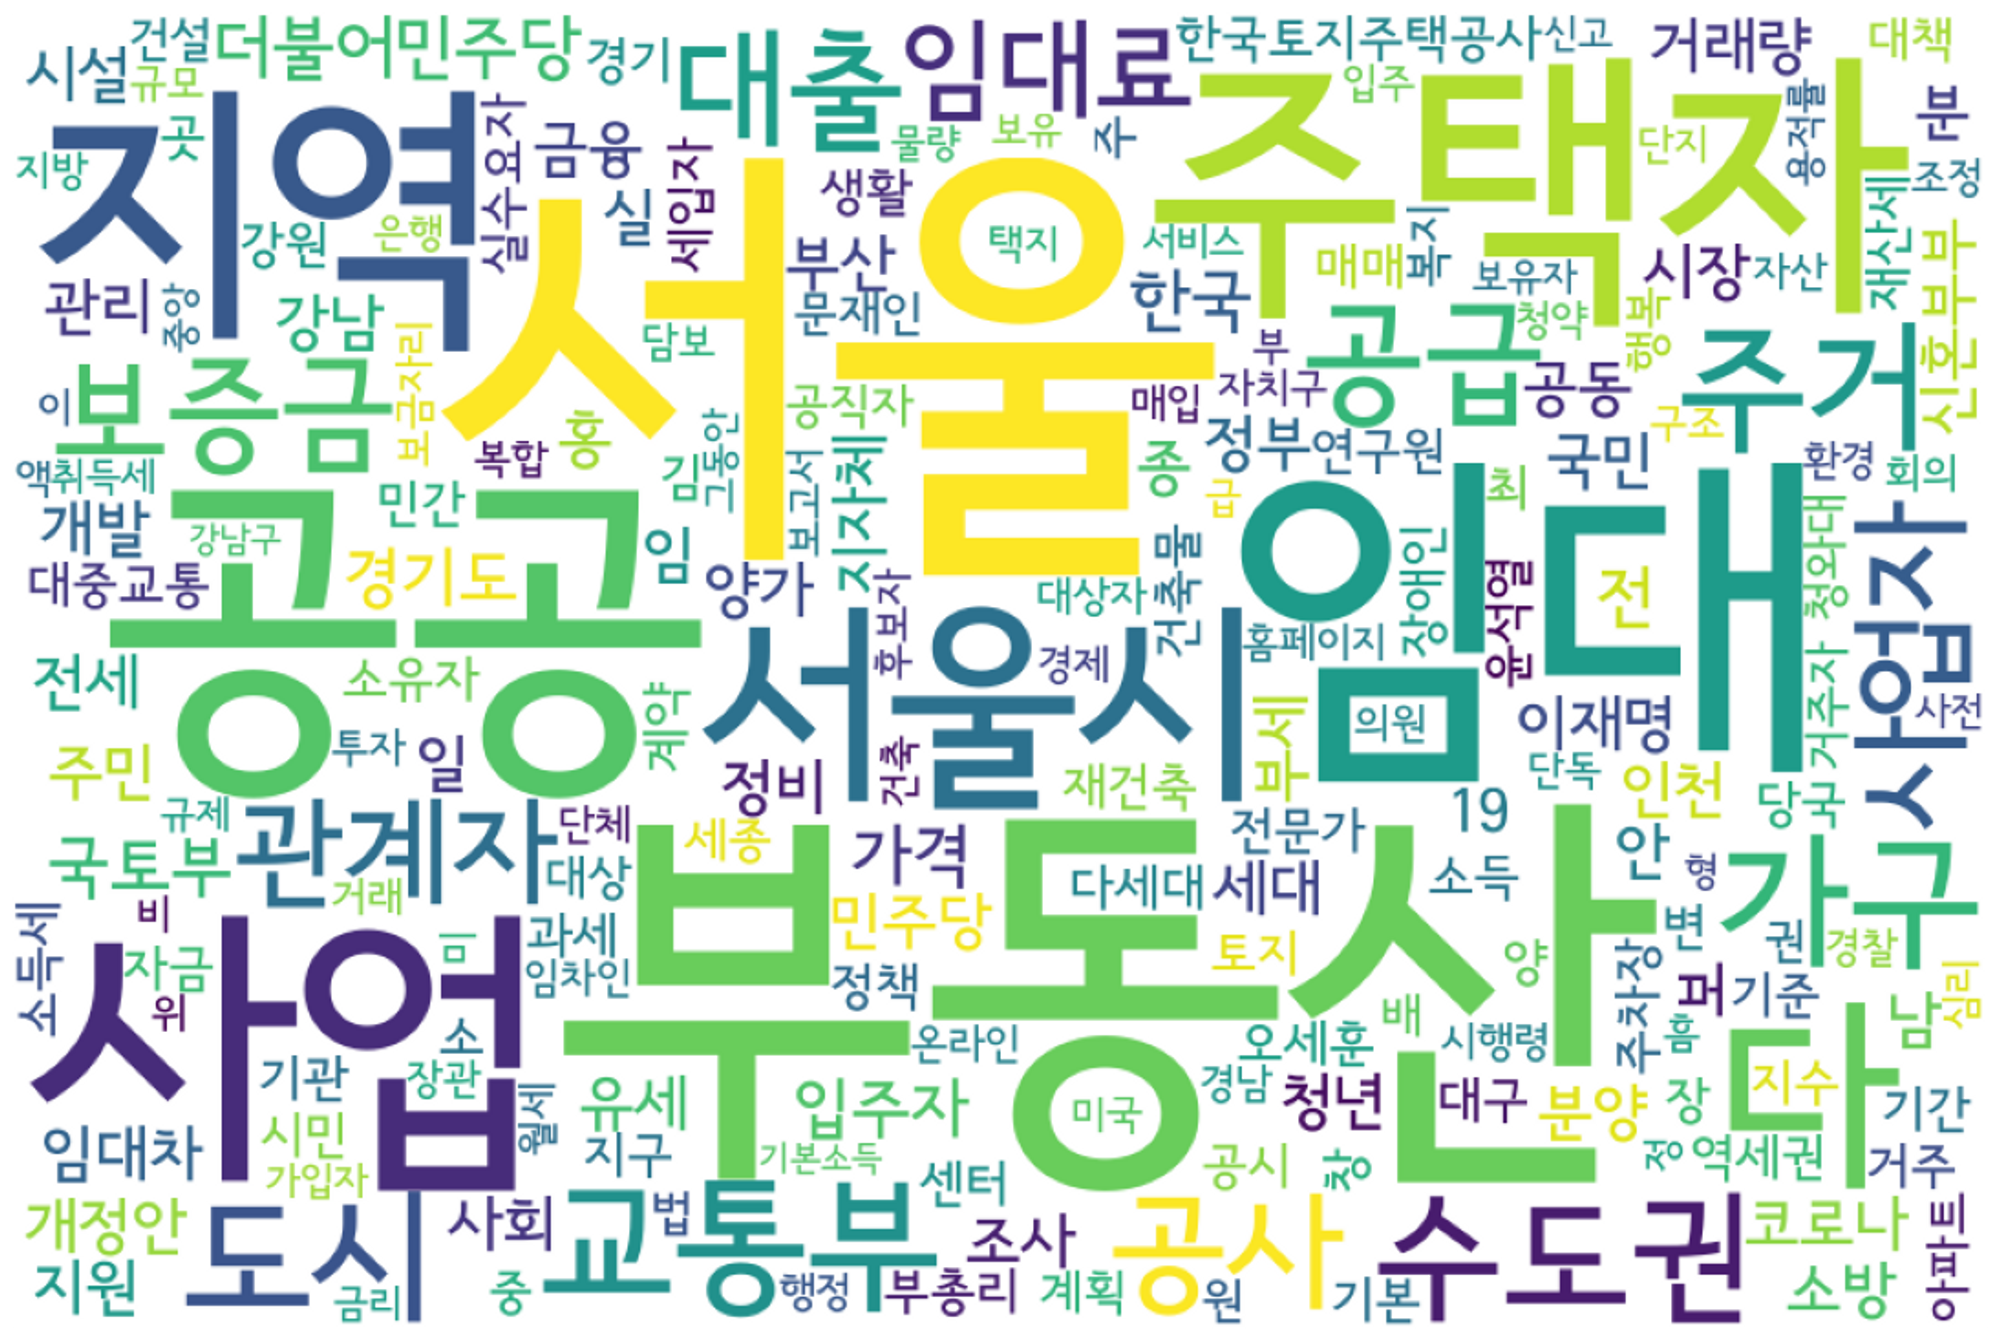 건설 더불어민주당 경기 대출 임대료 한국토지주택공사 신고 거래량 대책
시설 규모 입주 용적률 분
지역 곳 실수요자 금융 물량 보유 주 주택자 단지
지방 세입자 생활 재산세 조정
강원 은행 실 서울 택지 서비스 복지 신혼부부
관리 중앙 강남 부산 매매 보유자 시장 자산
문재인 한국 청약 행복
담보 부 공급 주거
이 보증금 보금자리 공직자 매입 자치구 공동
홍 그동안 구조
복합 지자체 종 정부 연구원 국민 환경 회의
액 취득세 김 보고서 급 최
개발 강남구 민간 임대 청와대 사업자
공공 임 건축물 장애인
대중교통 경기도 양가 후보자 대상자 윤석열 전
서울시 홈페이지 거주자
전세 소유자 계약 경제 이재명 사전
의원 바세
주민 투자 일 정비 건축 재건축 단독 인천 당국
규제 관계자 단체 세종 19
국토부 대상 부동산 가격 전문가 안 가구
거래 다세대 세대 소득 형
소득세 비 미 과세 민주당 변 권 경찰
자금 임차인 정책 토지 양 주차장 버 기준 심리
사업 위 소 배 남
기관 장관 온라인 오세훈 시행령 홈
월세 유세 입주자 미국 경남 청년 대구 분양 장 다 지수 기간
임대차 시민 지구 기본소득 공시 창 정 역세권 거주
가입자 센터
개정안 도시 사회 교통부 법 조사 공사 수도권 코로나 아파트
지원 금리 중 행정 부총리 계획 원 기본 소방